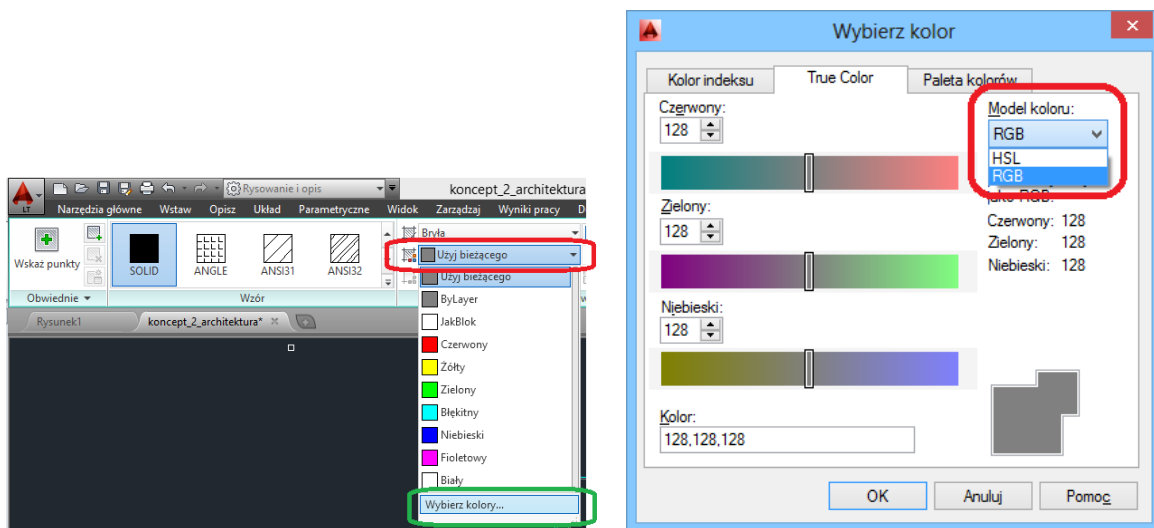 Rysowanie i opis
koncept_2_architektura
LT
Narzędzia główne Wstaw Opisz Układ Parametryczne Widok Zarządzaj Wyniki pracy D
Wskaż punkty
SOLID
ANGLE
ANSI31
ANSI32
Bryła
Użyj bieżącego
Użyj bieżącego
ByLayer
JakBlok
Czerwony
Żółty
Zielony
Błękitny
Niebieski
Fioletowy
Biały
Wybierz kolory...
Obwiednie
Wzór
Rysunek1
koncept_2_architektura*
Wybierz kolor
Kolor indeksu
True Color
Paleta kolorów
Czerwony:
128
Zielony:
128
Niebieski:
128
Kolor:
128,128,128
Model koloru:
RGB
HSL
RGB
jako RGB:
Czerwony: 128
Zielony: 128
Niebieski: 128
OK
Anuluj
Pomoc